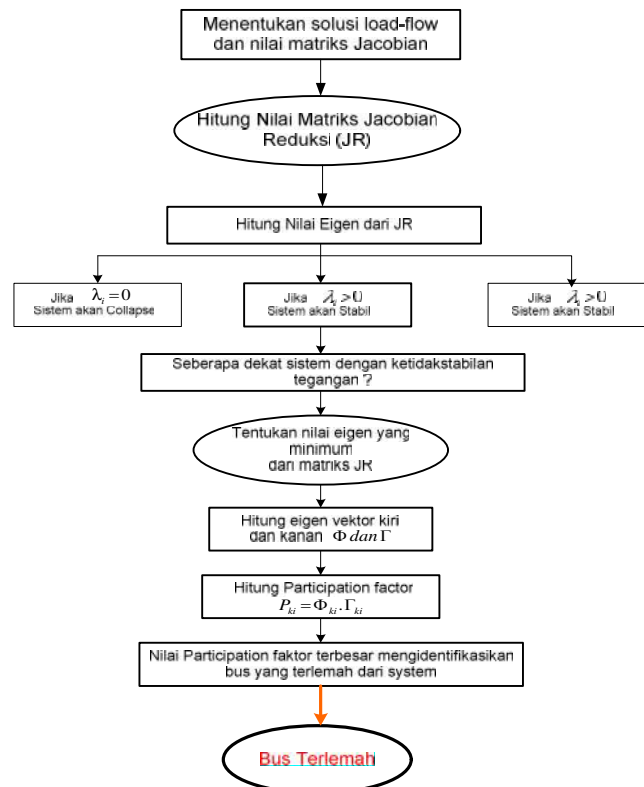 Menentukan solusi load-flow
dan nilai matriks Jacobian
Hitung Nilai Matriks Jacobian
Reduksi (JR)
Hitung Nilai Eigen dari JR
Jika λᵢ = 0
Sistem akan Collapse
Jika λᵢ > 0
Sistem akan Stabil
Jika λᵢ > 0
Sistem akan Stabil
Seberapa dekat sistem dengan ketidakstabilan
tegangan ?
Tentukan nilai eigen yang
minimum
dari matriks JR
Hitung eigen vektor kiri
dan kanan Φ dan Γ
Hitung Participation factor
Pₖᵢ = Φₖᵢ.Γₖᵢ
Nilai Participation faktor terbesar mengidentifikasikan
bus yang terlemah dari system
Bus Terlemah